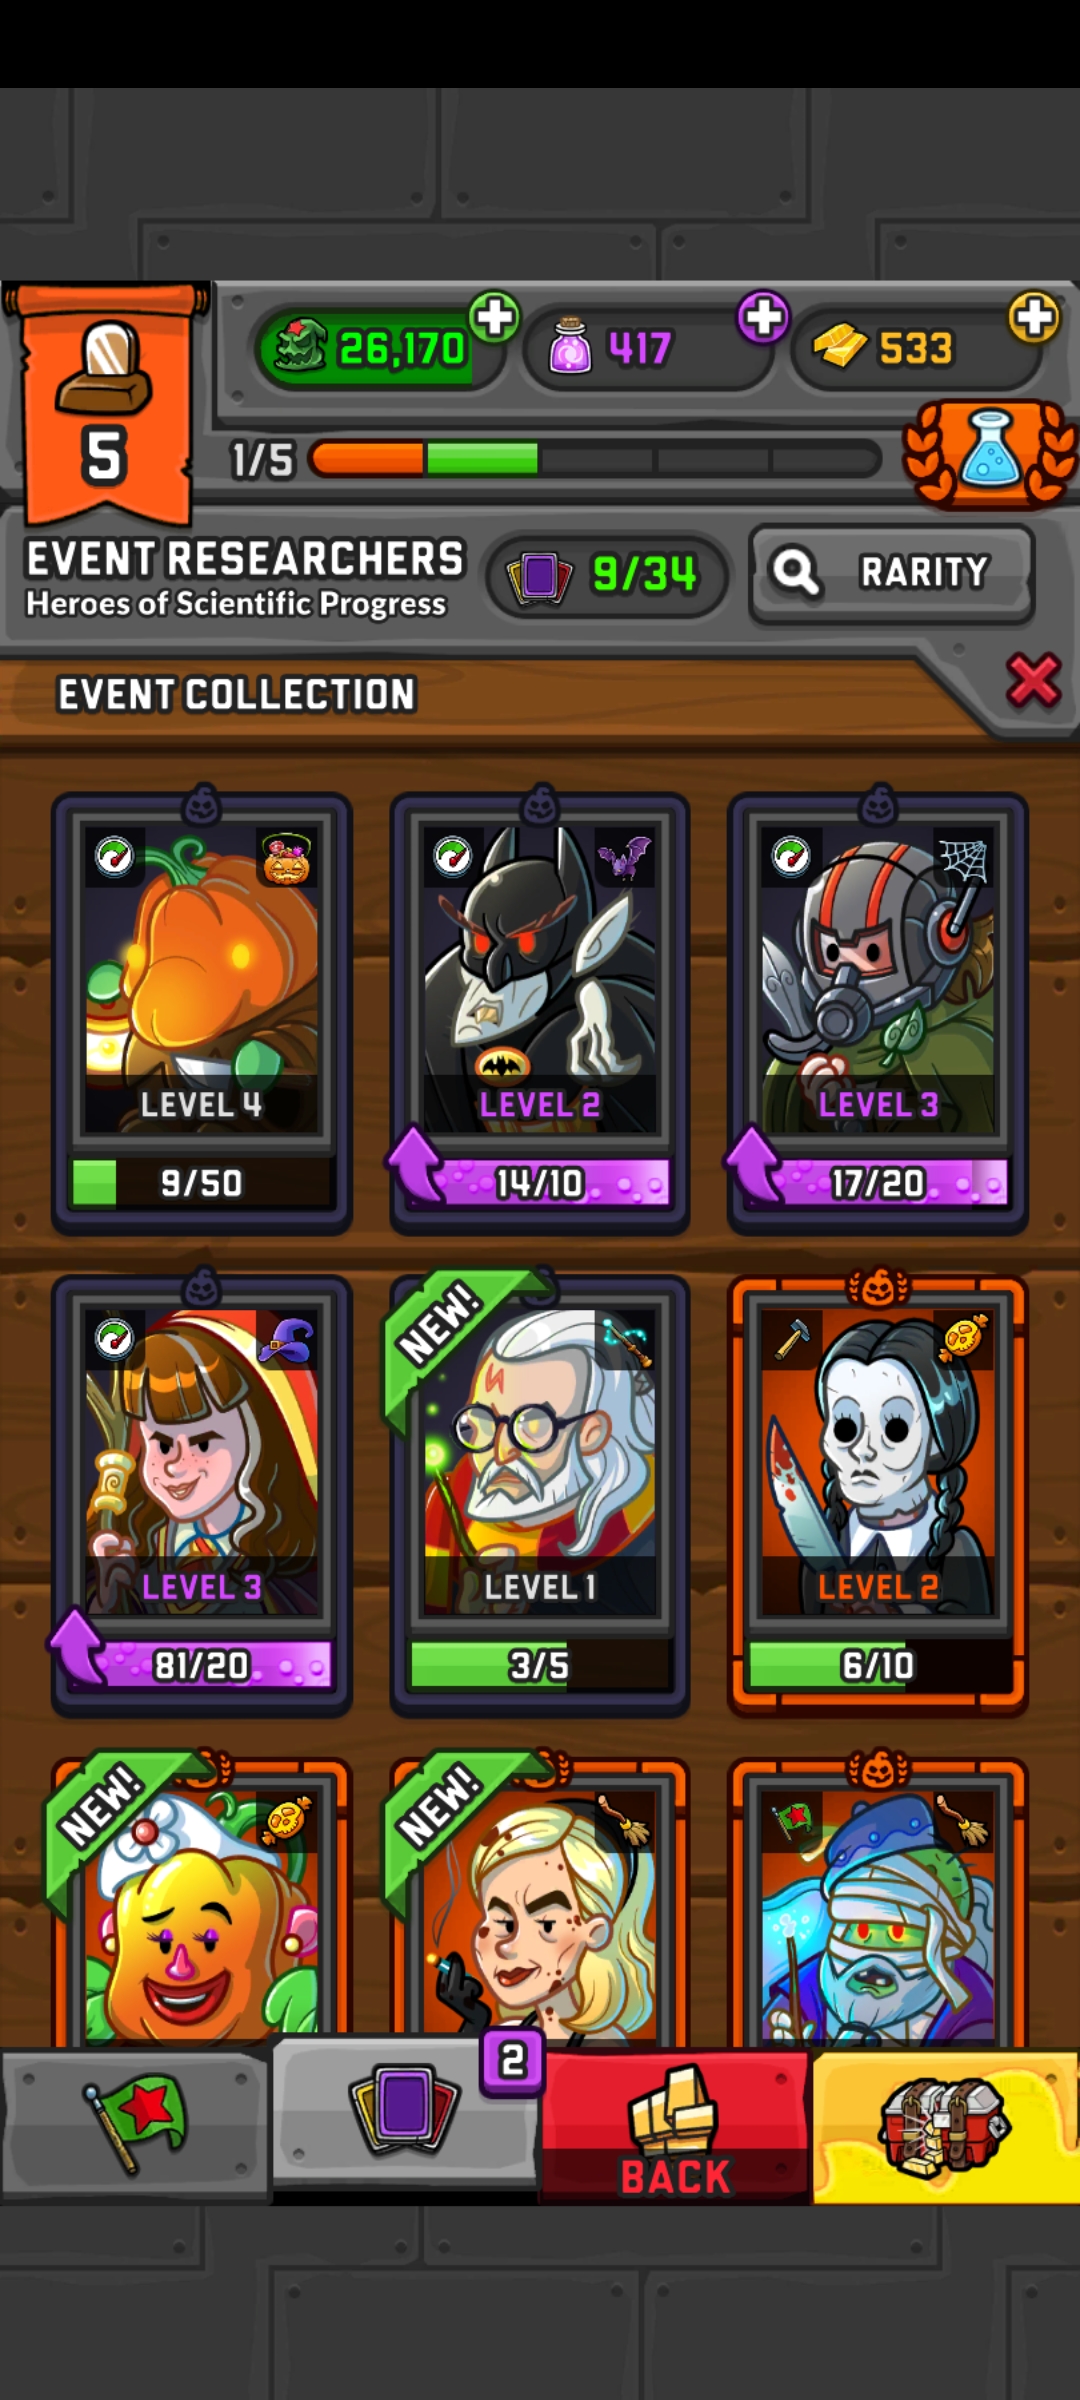 26,170
417
533
5
1/5
EVENT RESEARCHERS
Heroes of Scientific Progress
9/34
RARITY
EVENT COLLECTION
LEVEL 4
LEVEL 2
LEVEL 3
9/50
14/10
17/20
NEW!
LEVEL 3
LEVEL 1
LEVEL 2
81/20
3/5
6/10
NEW!
NEW!
2
BACK